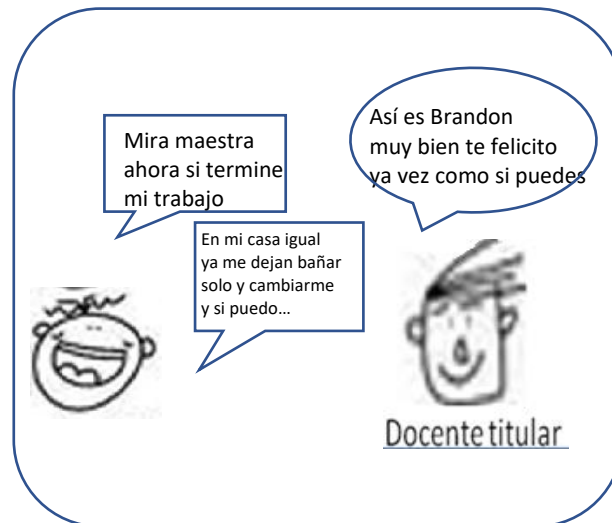 Mira maestra
ahora si termine
mi trabajo
Así es Brandon
muy bien te felicito
ya vez como si puedes
En mi casa igual
ya me dejan bañar
solo y cambiarme
y si puedo…
Docente titular